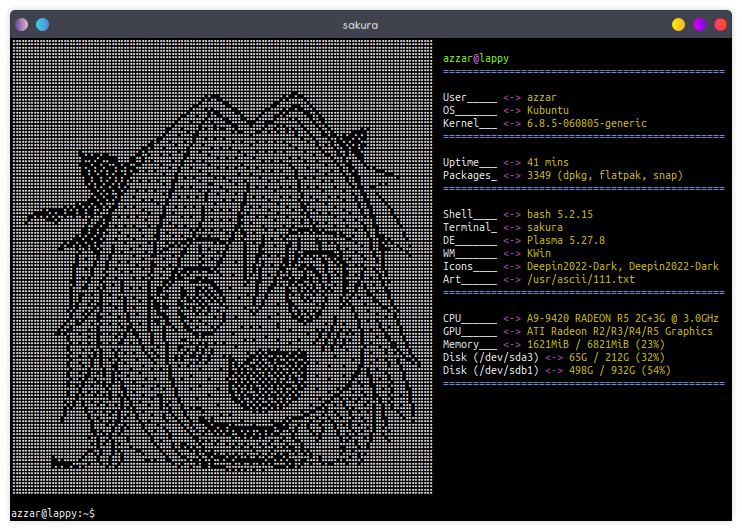 sakura
azzar@lappy
===============================================
User_____ <-> azzar
OS_______ <-> Kubuntu
Kernel___ <-> 6.8.5-060805-generic
===============================================
Uptime___ <-> 41 mins
Packages_ <-> 3349 (dpkg, flatpak, snap)
===============================================
Shell____ <-> bash 5.2.15
Terminal_ <-> sakura
DE_______ <-> Plasma 5.27.8
WM_______ <-> KWin
Icons____ <-> Deepin2022-Dark, Deepin2022-Dark
Art______ <-> /usr/ascii/111.txt
===============================================
CPU______ <-> A9-9420 RADEON R5 2C+3G @ 3.0GHz
GPU______ <-> ATI Radeon R2/R3/R4/R5 Graphics
Memory___ <-> 1621MiB / 6821MiB (23%)
Disk (/dev/sda3) <-> 65G / 212G (32%)
Disk (/dev/sdb1) <-> 498G / 932G (54%)
===============================================
azzar@lappy:~$